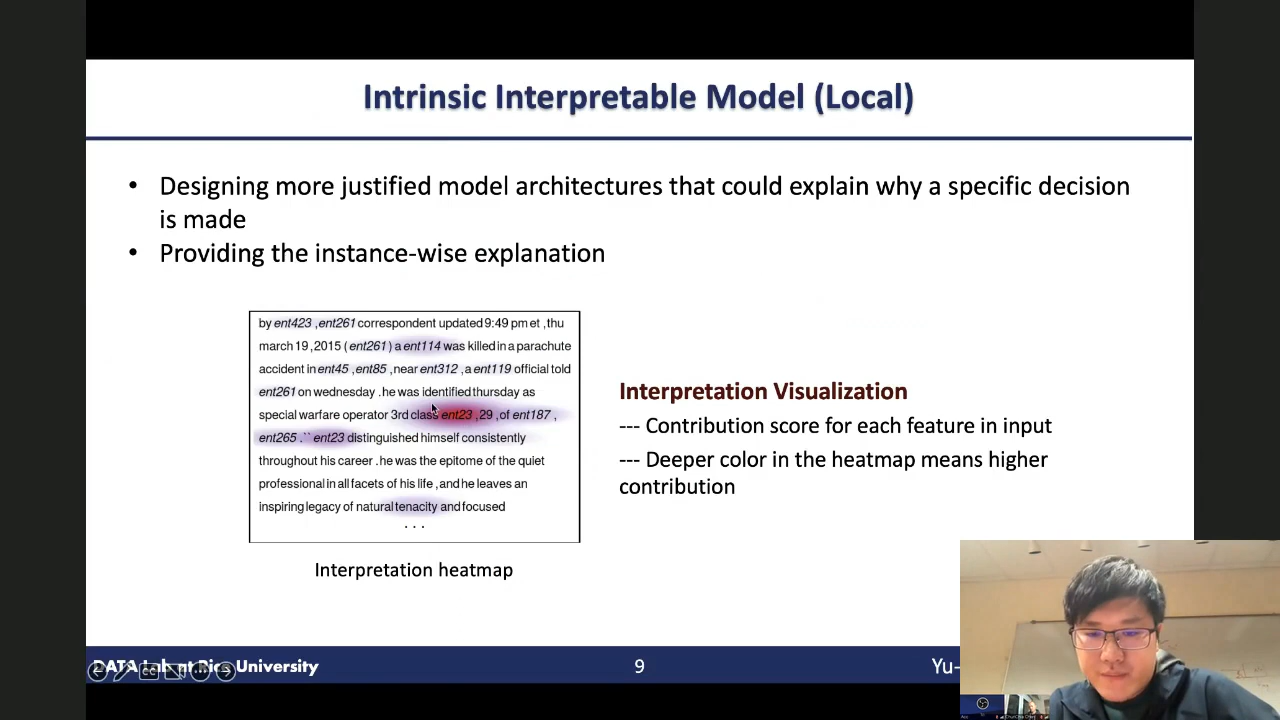 Intrinsic Interpretable Model (Local)
• Designing more justified model architectures that could explain why a specific decision
is made
• Providing the instance-wise explanation
by ent423 ,ent261 correspondent updated 9:49 pm et ,thu
march 19 ,2015 ( ent261 ) a ent114 was killed in a parachute
accident in ent45 ,ent85 ,near ent312 ,a ent119 official told
ent261 on wednesday .he was identified thursday as
special warfare operator 3rd class ent23 ,29 ,of ent187 ,
ent265 .`` ent23 distinguished himself consistently
throughout his career .he was the epitome of the quiet
professional in all facets of his life ,and he leaves an
inspiring legacy of natural tenacity and focused
. . .
Interpretation heatmap
Interpretation Visualization
--- Contribution score for each feature in input
--- Deeper color in the heatmap means higher
contribution
DATA Lab at Rice University
9
Yu-